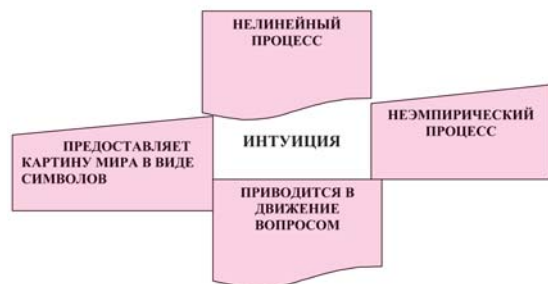 НЕЛИНЕЙНЫЙ
ПРОЦЕСС
ПРЕДОСТАВЛЯЕТ
КАРТИНУ МИРА В ВИДЕ
СИМВОЛОВ
ИНТУИЦИЯ
НЕЭМПИРИЧЕСКИЙ
ПРОЦЕСС
ПРИВОДИТСЯ В
ДВИЖЕНИЕ
ВОПРОСОМ